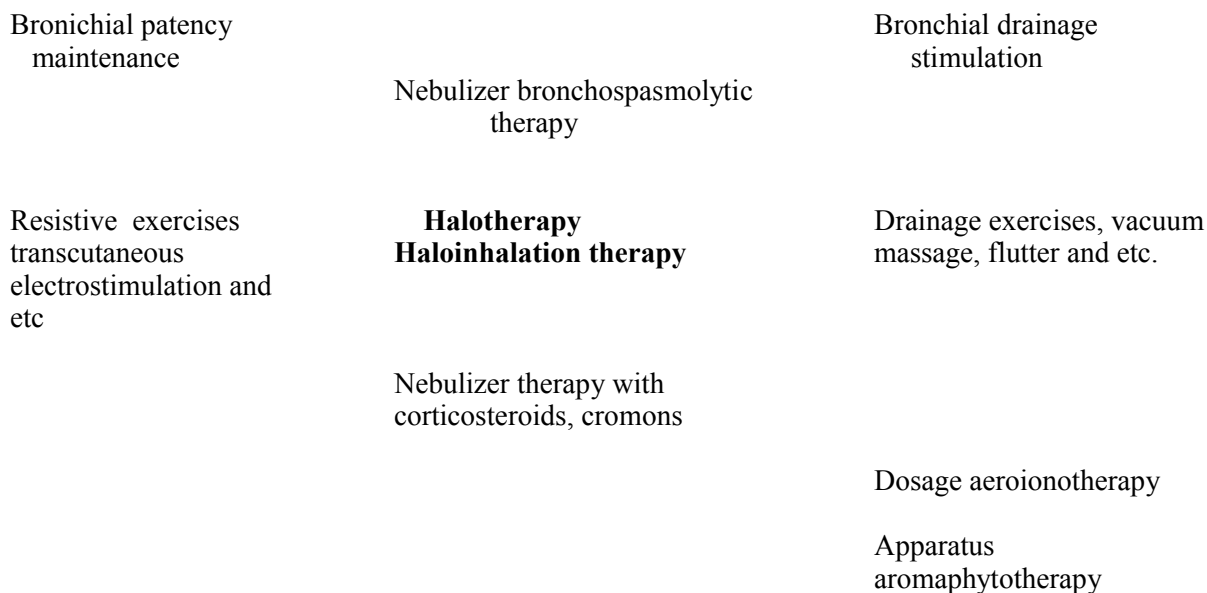 Bronichial patency
maintenance
Bronchial drainage
stimulation
Nebulizer bronchospasmolytic
therapy
Resistive exercises
transcutaneous
electrostimulation and
etc
Halotherapy
Haloinhalation therapy
Drainage exercises, vacuum
massage, flutter and etc.
Nebulizer therapy with
corticosteroids, cromons
Dosage aeroionotherapy
Apparatus
aromaphytotherapy